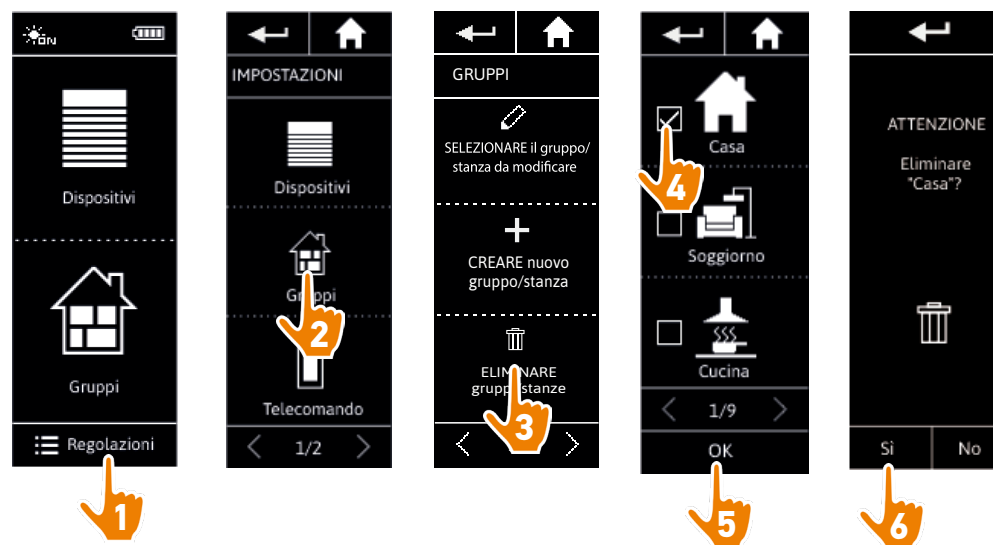 ON
Dispositivi
Gruppi
Regolazioni
1
IMPOSTAZIONI
Dispositivi
Gruppi
2
Telecomando
1/2
GRUPPI
SELEZIONARE il gruppo/
stanza da modificare
CREARE nuovo
gruppo/stanza
ELIMINARE
gruppi/stanze
3
Casa
4
Soggiorno
Cucina
1/9
OK
5
ATTENZIONE
Eliminare
"Casa"?
Si
No
6